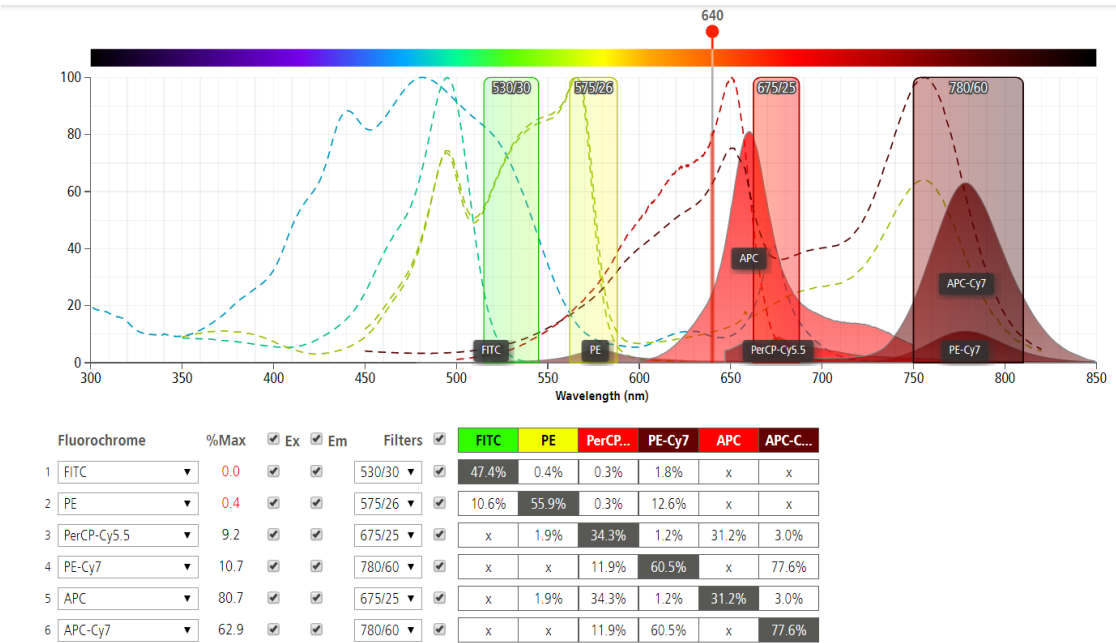 640
100 530/30 575/26 675/25 780/60
80
60
40
APC
APC-Cy7
20
FITC PE PerCP-Cy5.5 PE-Cy7
0
300 350 400 450 500 550 600 650 700 750 800 850
Wavelength (nm)
Fluorochrome %Max Ex Em Filters FITC PE PerCP... PE-Cy7 APC APC-C...
1 FITC 0.0 530/30 47.4% 0.4% 0.3% 1.8% x x
2 PE 0.4 575/26 10.6% 55.9% 0.3% 12.6% x x
3 PerCP-Cy5.5 9.2 675/25 x 1.9% 34.3% 1.2% 31.2% 3.0%
4 PE-Cy7 10.7 780/60 x x 11.9% 60.5% x 77.6%
5 APC 80.7 675/25 x 1.9% 34.3% 1.2% 31.2% 3.0%
6 APC-Cy7 62.9 780/60 x x 11.9% 60.5% x 77.6%